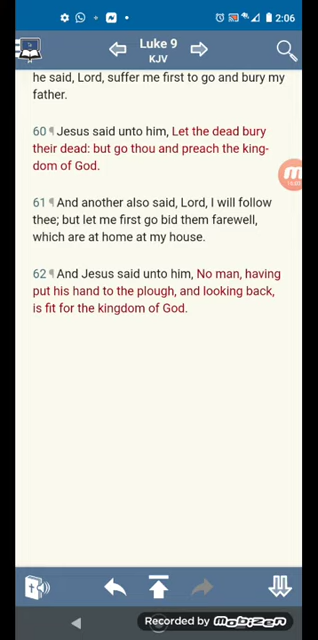 2:06
Luke 9
KJV
he said, Lord, suffer me first to go and bury my
father.
60 ¶ Jesus said unto him, Let the dead bury
their dead: but go thou and preach the king-
dom of God.
61 ¶ And another also said, Lord, I will follow
thee; but let me first go bid them farewell,
which are at home at my house.
62 ¶ And Jesus said unto him, No man, having
put his hand to the plough, and looking back,
is fit for the kingdom of God.
Recorded by mobizen